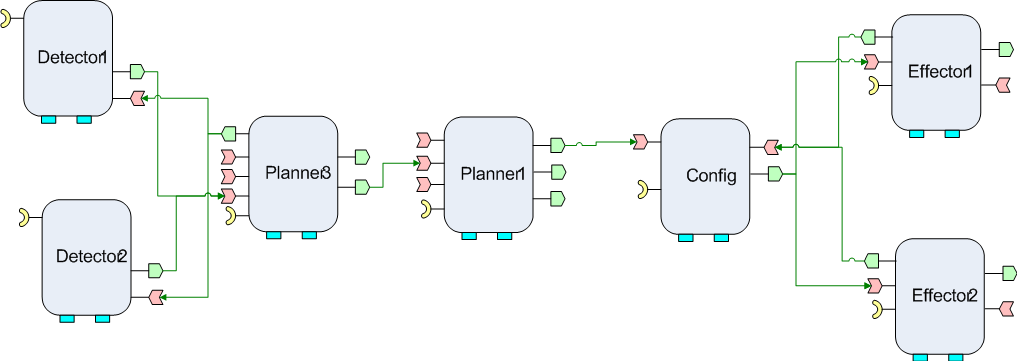 Detector1
Detector2
Planner3
Planner1
Config
Effector1
Effector2